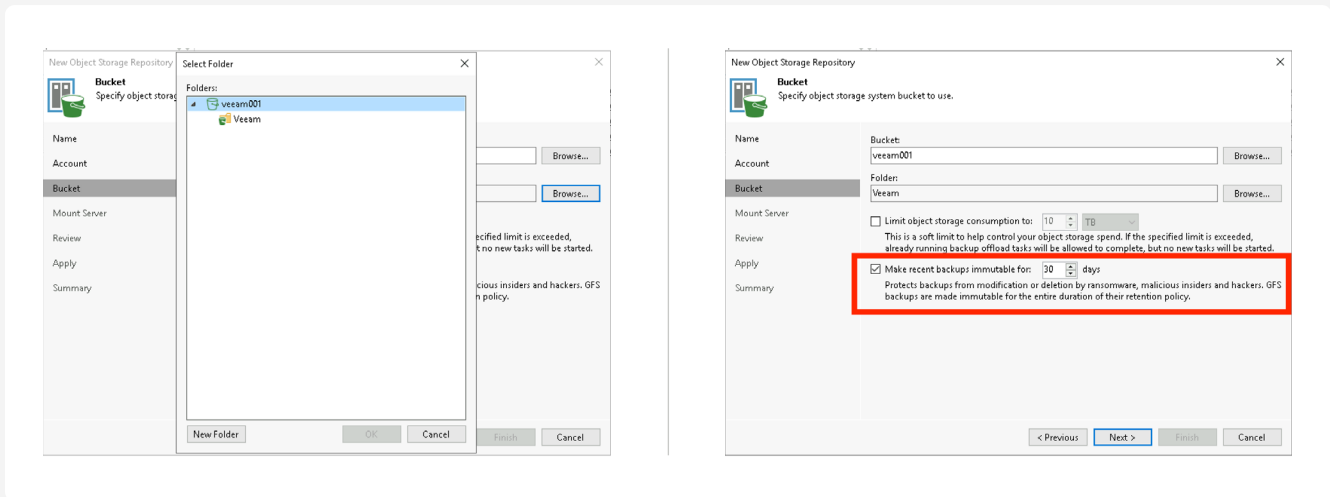 New Object Storage Repository
Select Folder
Bucket
Specify object storag
Folders:
veeam001
Veeam
Name
Account
Bucket
Mount Server
Review
Apply
Summary
Browse...
Browse...
ecified limit is exceeded,
t no new tasks will be started.
cious insiders and hackers. GFS
n policy.
New Folder
OK
Cancel
Finish
Cancel
New Object Storage Repository
Bucket
Specify object storage system bucket to use.
Name
Account
Bucket
Mount Server
Review
Apply
Summary
Bucket:
veeam001
Browse...
Folder:
Veeam
Browse...
Limit object storage consumption to: 10 TB
This is a soft limit to help control your object storage spend. If the specified limit is exceeded,
already running backup offload tasks will be allowed to complete, but no new tasks will be started.
Make recent backups immutable for: 30 days
Protects backups from modification or deletion by ransomware, malicious insiders and hackers. GFS
backups are made immutable for the entire duration of their retention policy.
< Previous
Next >
Finish
Cancel